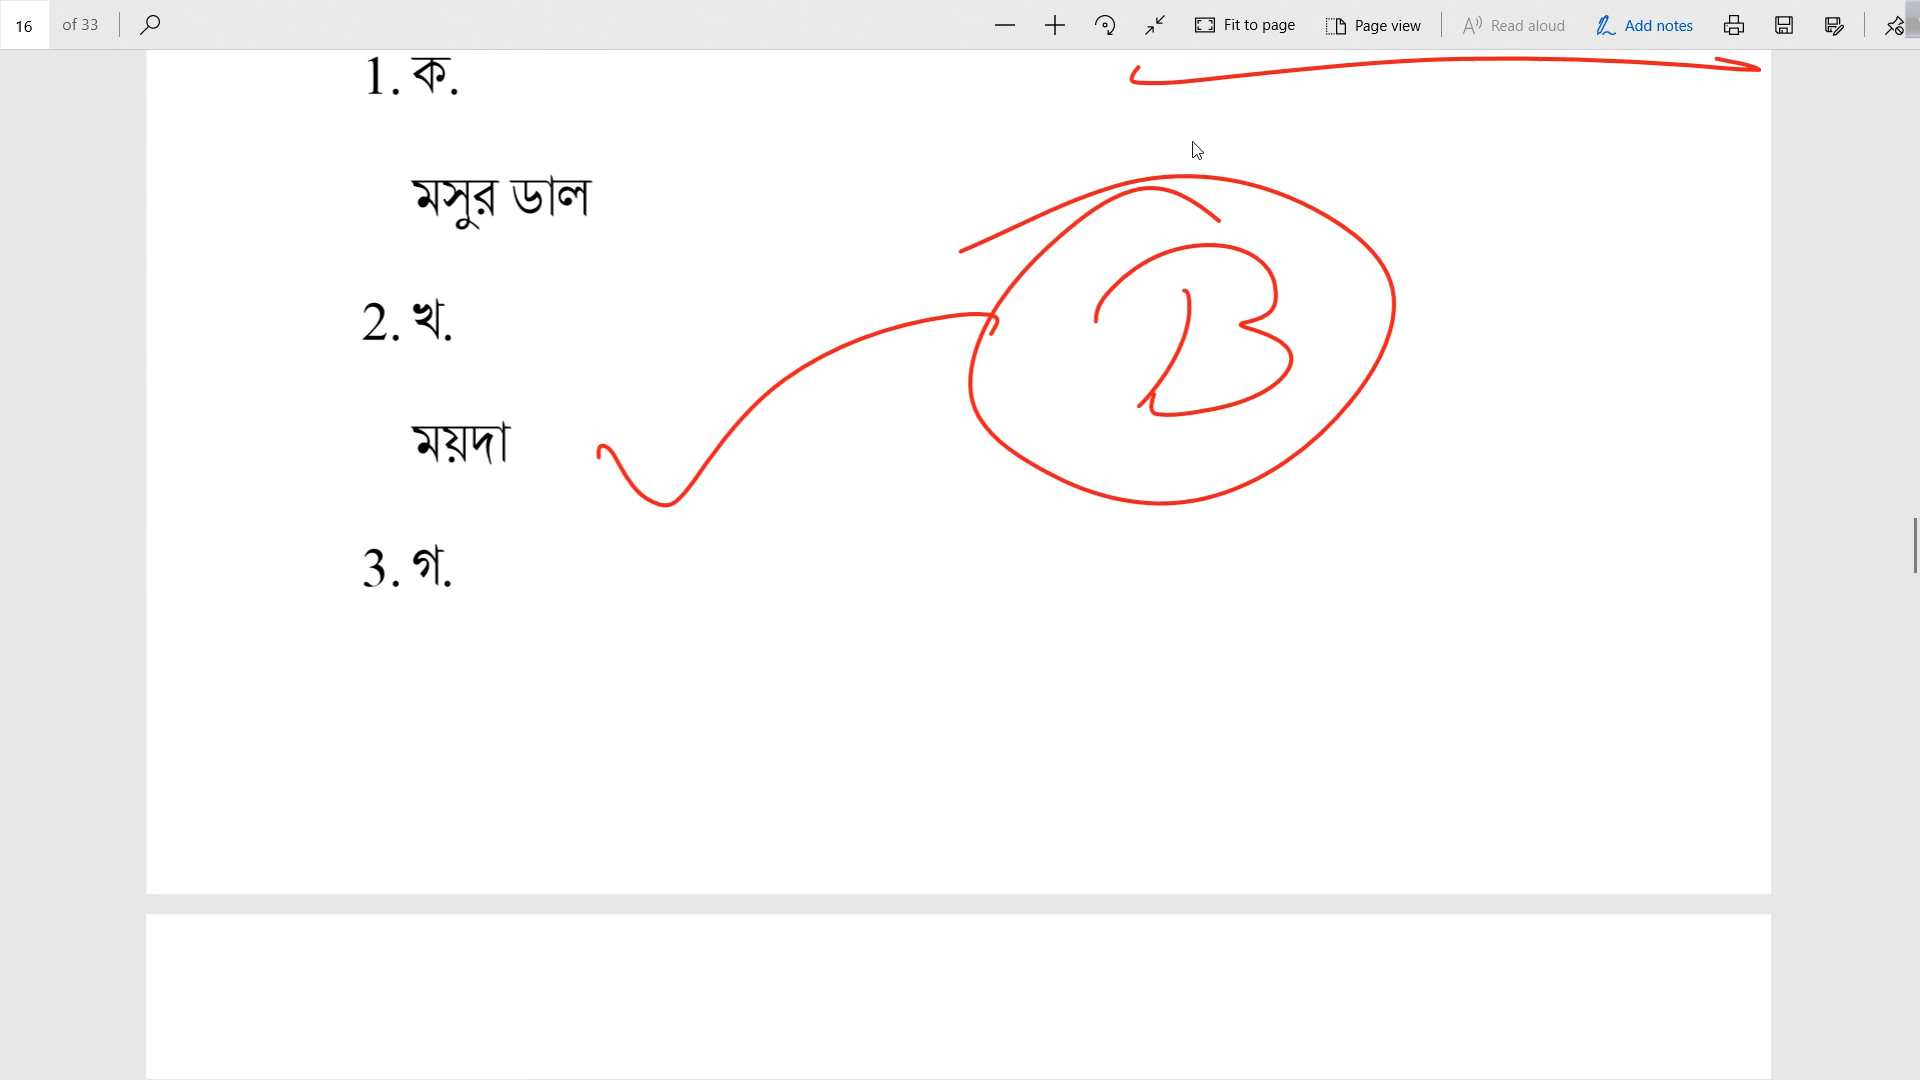 16 of 33 Fit to page Page view Read aloud Add notes
1. ক.
মসুর ডাল
B
2. খ.
ময়দা
3. গ.